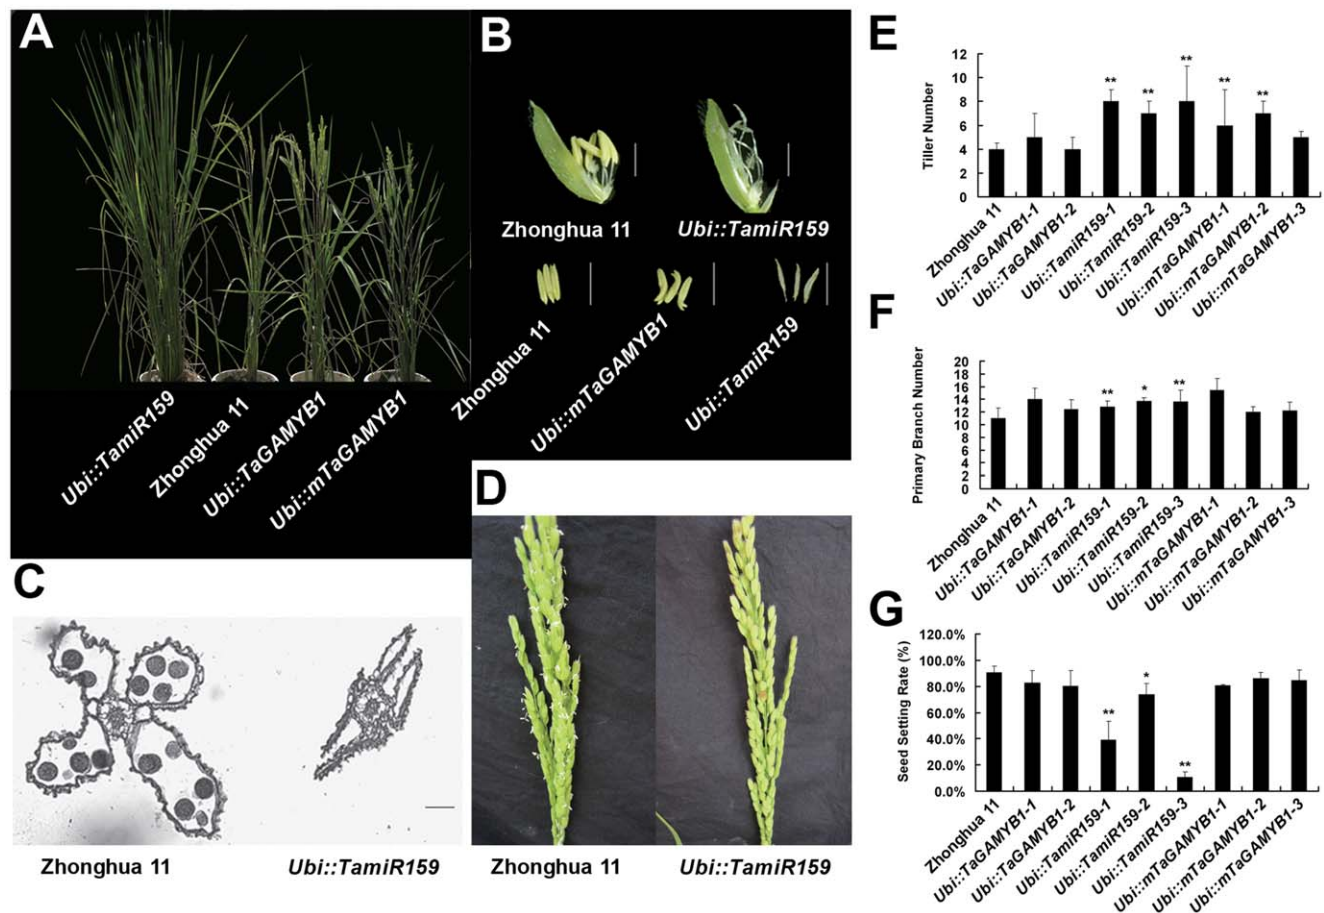 A
Ubi::TamiR159
Zhonghua 11
Ubi::TaGAMYB1
Ubi::mTaGAMYB1
B
Zhonghua 11
Ubi::TamiR159
Zhonghua 11
Ubi::mTaGAMYB1
Ubi::TamiR159
C
Zhonghua 11
Ubi::TamiR159
D
Zhonghua 11
Ubi::TamiR159
E
Tiller Number
12
10
8
6
4
2
0
**
**
**
**
**
Zhonghua 11
Ubi::TaGAMYB1-1
Ubi::TaGAMYB1-2
Ubi::TamiR159-1
Ubi::TamiR159-2
Ubi::TamiR159-3
Ubi::mTaGAMYB1-1
Ubi::mTaGAMYB1-2
Ubi::mTaGAMYB1-3
F
Primary Branch Number
20
18
16
14
12
10
8
6
4
2
0
**
*
**
Zhonghua 11
Ubi::TaGAMYB1-1
Ubi::TaGAMYB1-2
Ubi::TamiR159-1
Ubi::TamiR159-2
Ubi::TamiR159-3
Ubi::mTaGAMYB1-1
Ubi::mTaGAMYB1-2
Ubi::mTaGAMYB1-3
G
Seed Setting Rate (%)
120.0%
100.0%
80.0%
60.0%
40.0%
20.0%
0.0%
**
*
**
Zhonghua 11
Ubi::TaGAMYB1-1
Ubi::TaGAMYB1-2
Ubi::TamiR159-1
Ubi::TamiR159-2
Ubi::TamiR159-3
Ubi::mTaGAMYB1-1
Ubi::mTaGAMYB1-2
Ubi::mTaGAMYB1-3